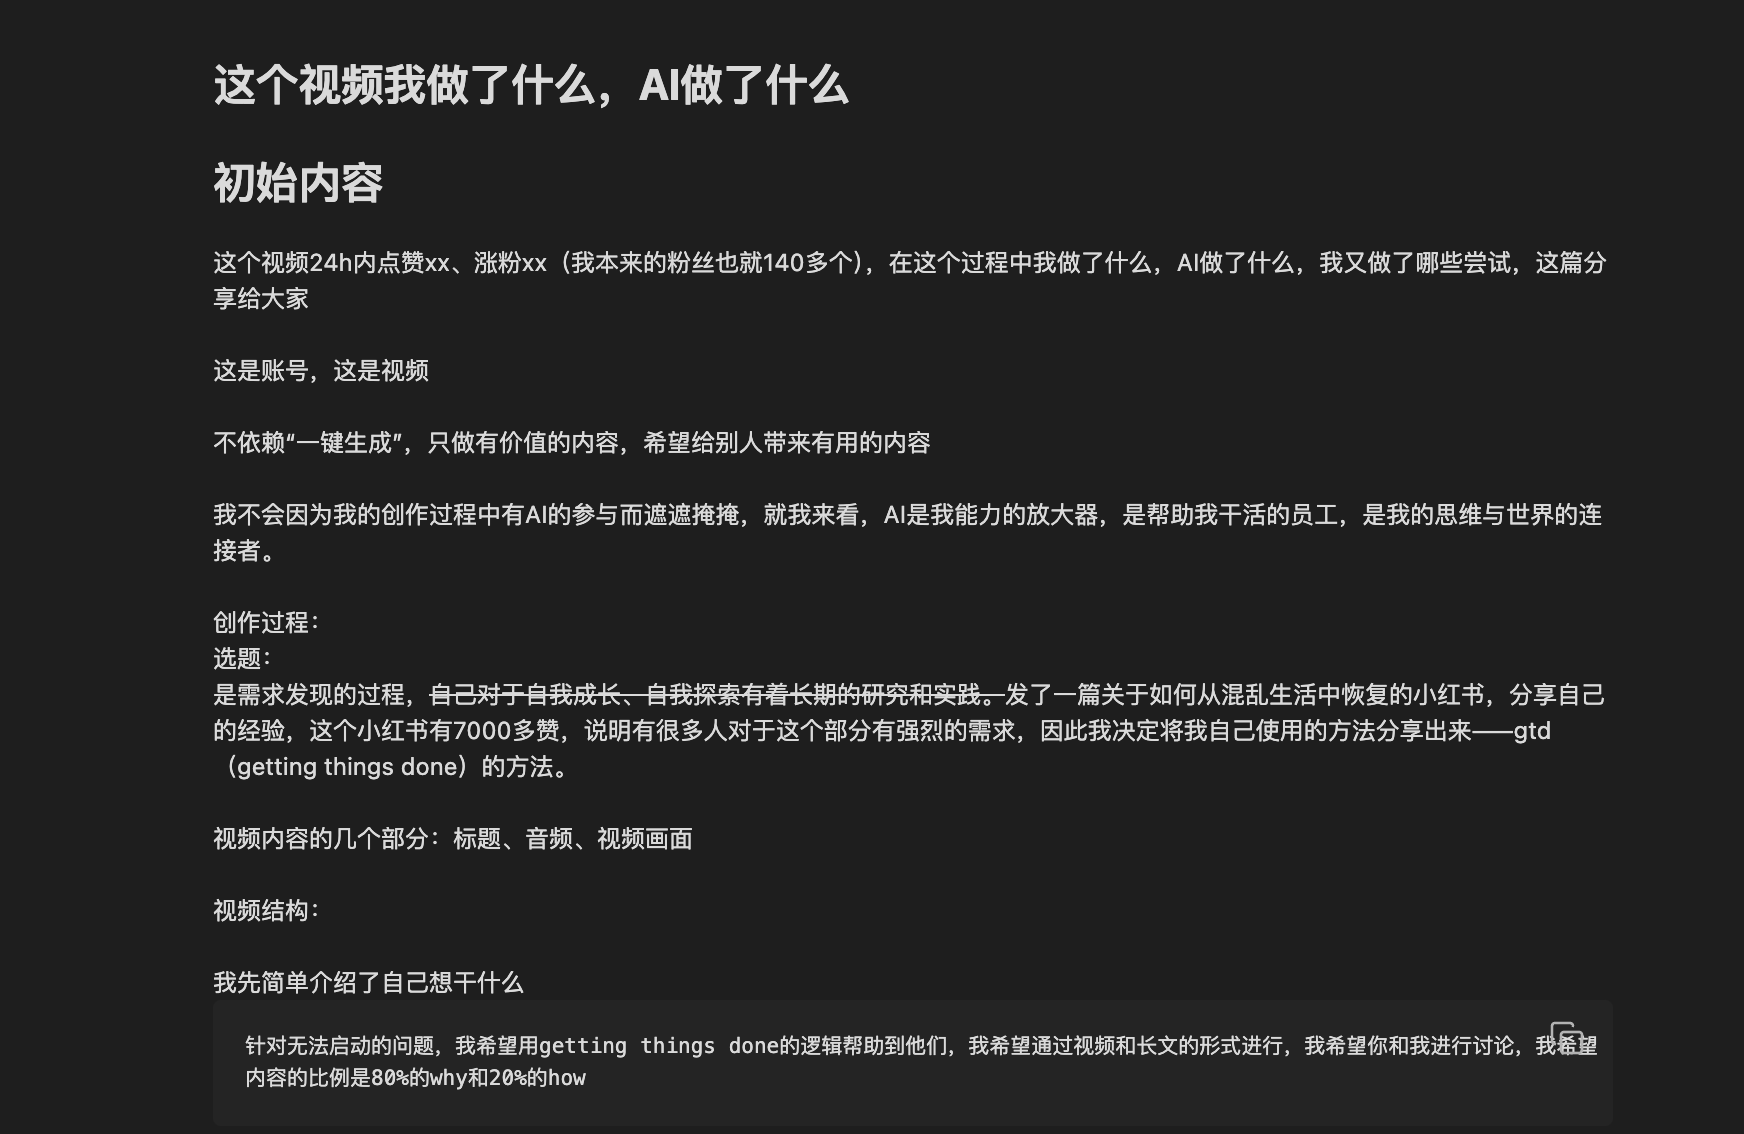 这个视频我做了什么，AI做了什么
初始内容
这个视频24h内点赞xx、涨粉xx（我本来的粉丝也就140多个），在这个过程中我做了什么，AI做了什么，我又做了哪些尝试，这篇分
享给大家
这是账号，这是视频
不依赖“一键生成”，只做有价值的内容，希望给别人带来有用的内容
我不会因为我的创作过程中有AI的参与而遮遮掩掩，就我来看，AI是我能力的放大器，是帮助我干活的员工，是我的思维与世界的连
接者。
创作过程：
选题：
是需求发现的过程，自己对于自我成长、自我探索有着长期的研究和实践。发了一篇关于如何从混乱生活中恢复的小红书，分享自己
的经验，这个小红书有7000多赞，说明有很多人对于这个部分有强烈的需求，因此我决定将我自己使用的方法分享出来——gtd
（getting things done）的方法。
视频内容的几个部分：标题、音频、视频画面
视频结构：
我先简单介绍了自己想干什么
针对无法启动的问题，我希望用getting things done的逻辑帮助到他们，我希望通过视频和长文的形式进行，我希望你和我进行讨论，我希望
内容的比例是80%的why和20%的how